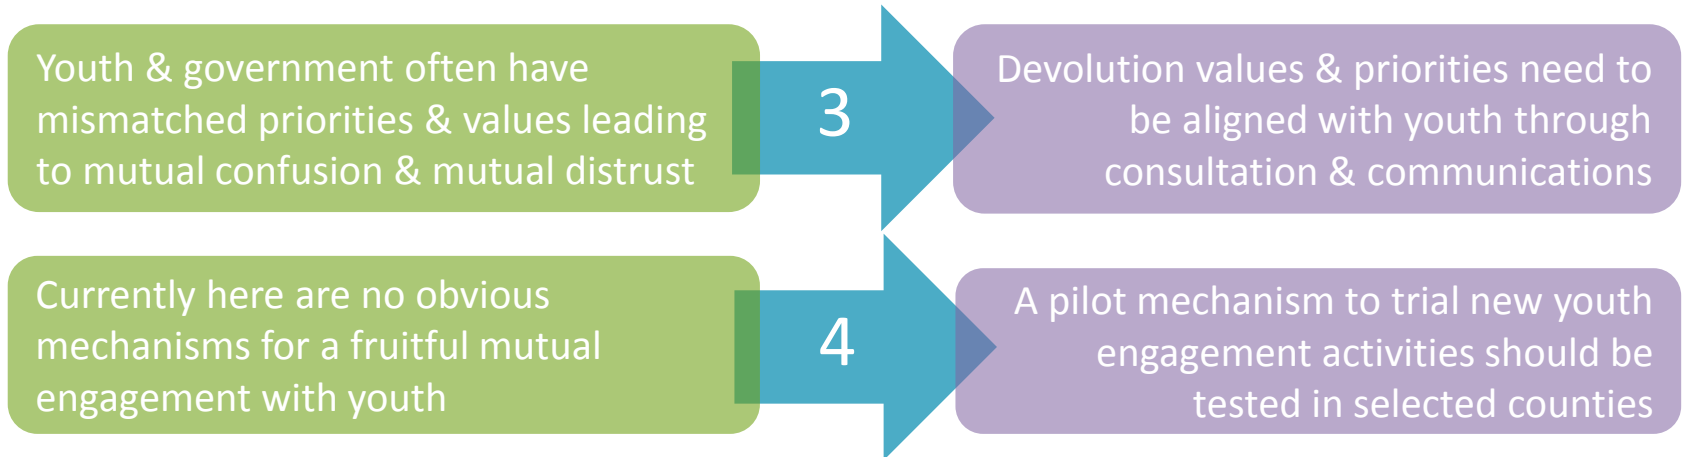 Youth & government often have
mismatched priorities & values leading
to mutual confusion & mutual distrust
3
Devolution values & priorities need to
be aligned with youth through
consultation & communications
Currently here are no obvious
mechanisms for a fruitful mutual
engagement with youth
4
A pilot mechanism to trial new youth
engagement activities should be
tested in selected counties